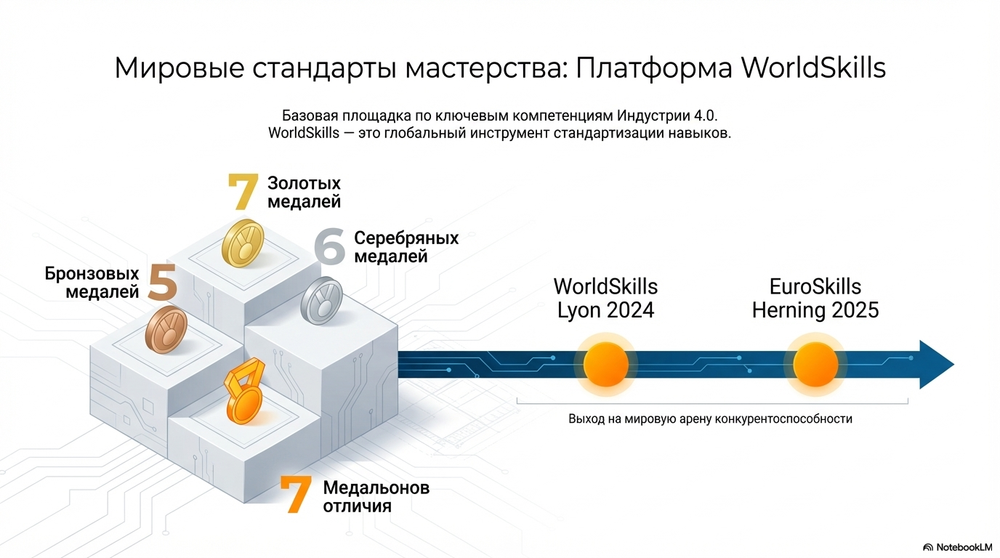 Мировые стандарты мастерства: Платформа WorldSkills
Базовая площадка по ключевым компетенциям Индустрии 4.0.
WorldSkills — это глобальный инструмент стандартизации навыков.
7 Золотых
медалей
6 Серебряных
медалей
Бронзовых 5
медалей
7 Медальонов
отличия
WorldSkills
Lyon 2024
EuroSkills
Herning 2025
Выход на мировую арену конкурентоспособности
NotebookLM